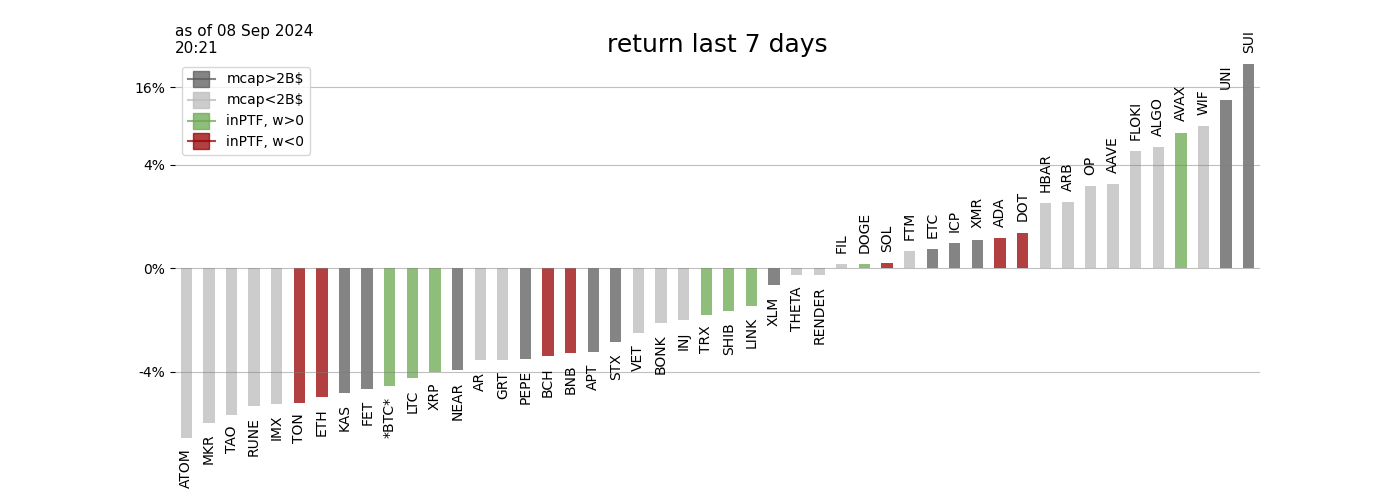 as of 08 Sep 2024
20:21
return last 7 days
mcap>2B$
mcap<2B$
inPTF, w>0
inPTF, w<0
16%
4%
0%
-4%
ATOM
MKR
TAO
RUNE
IMX
TON
ETH
KAS
FET
*BTC*
LTC
XRP
NEAR
AR
GRT
PEPE
BCH
BNB
APT
STX
VET
BONK
INJ
TRX
SHIB
LINK
XLM
THETA
RENDER
FIL
DOGE
SOL
FTM
ETC
ICP
XMR
ADA
DOT
HBAR
ARB
OP
AAVE
FLOKI
ALGO
AVAX
WIF
UNI
SUI